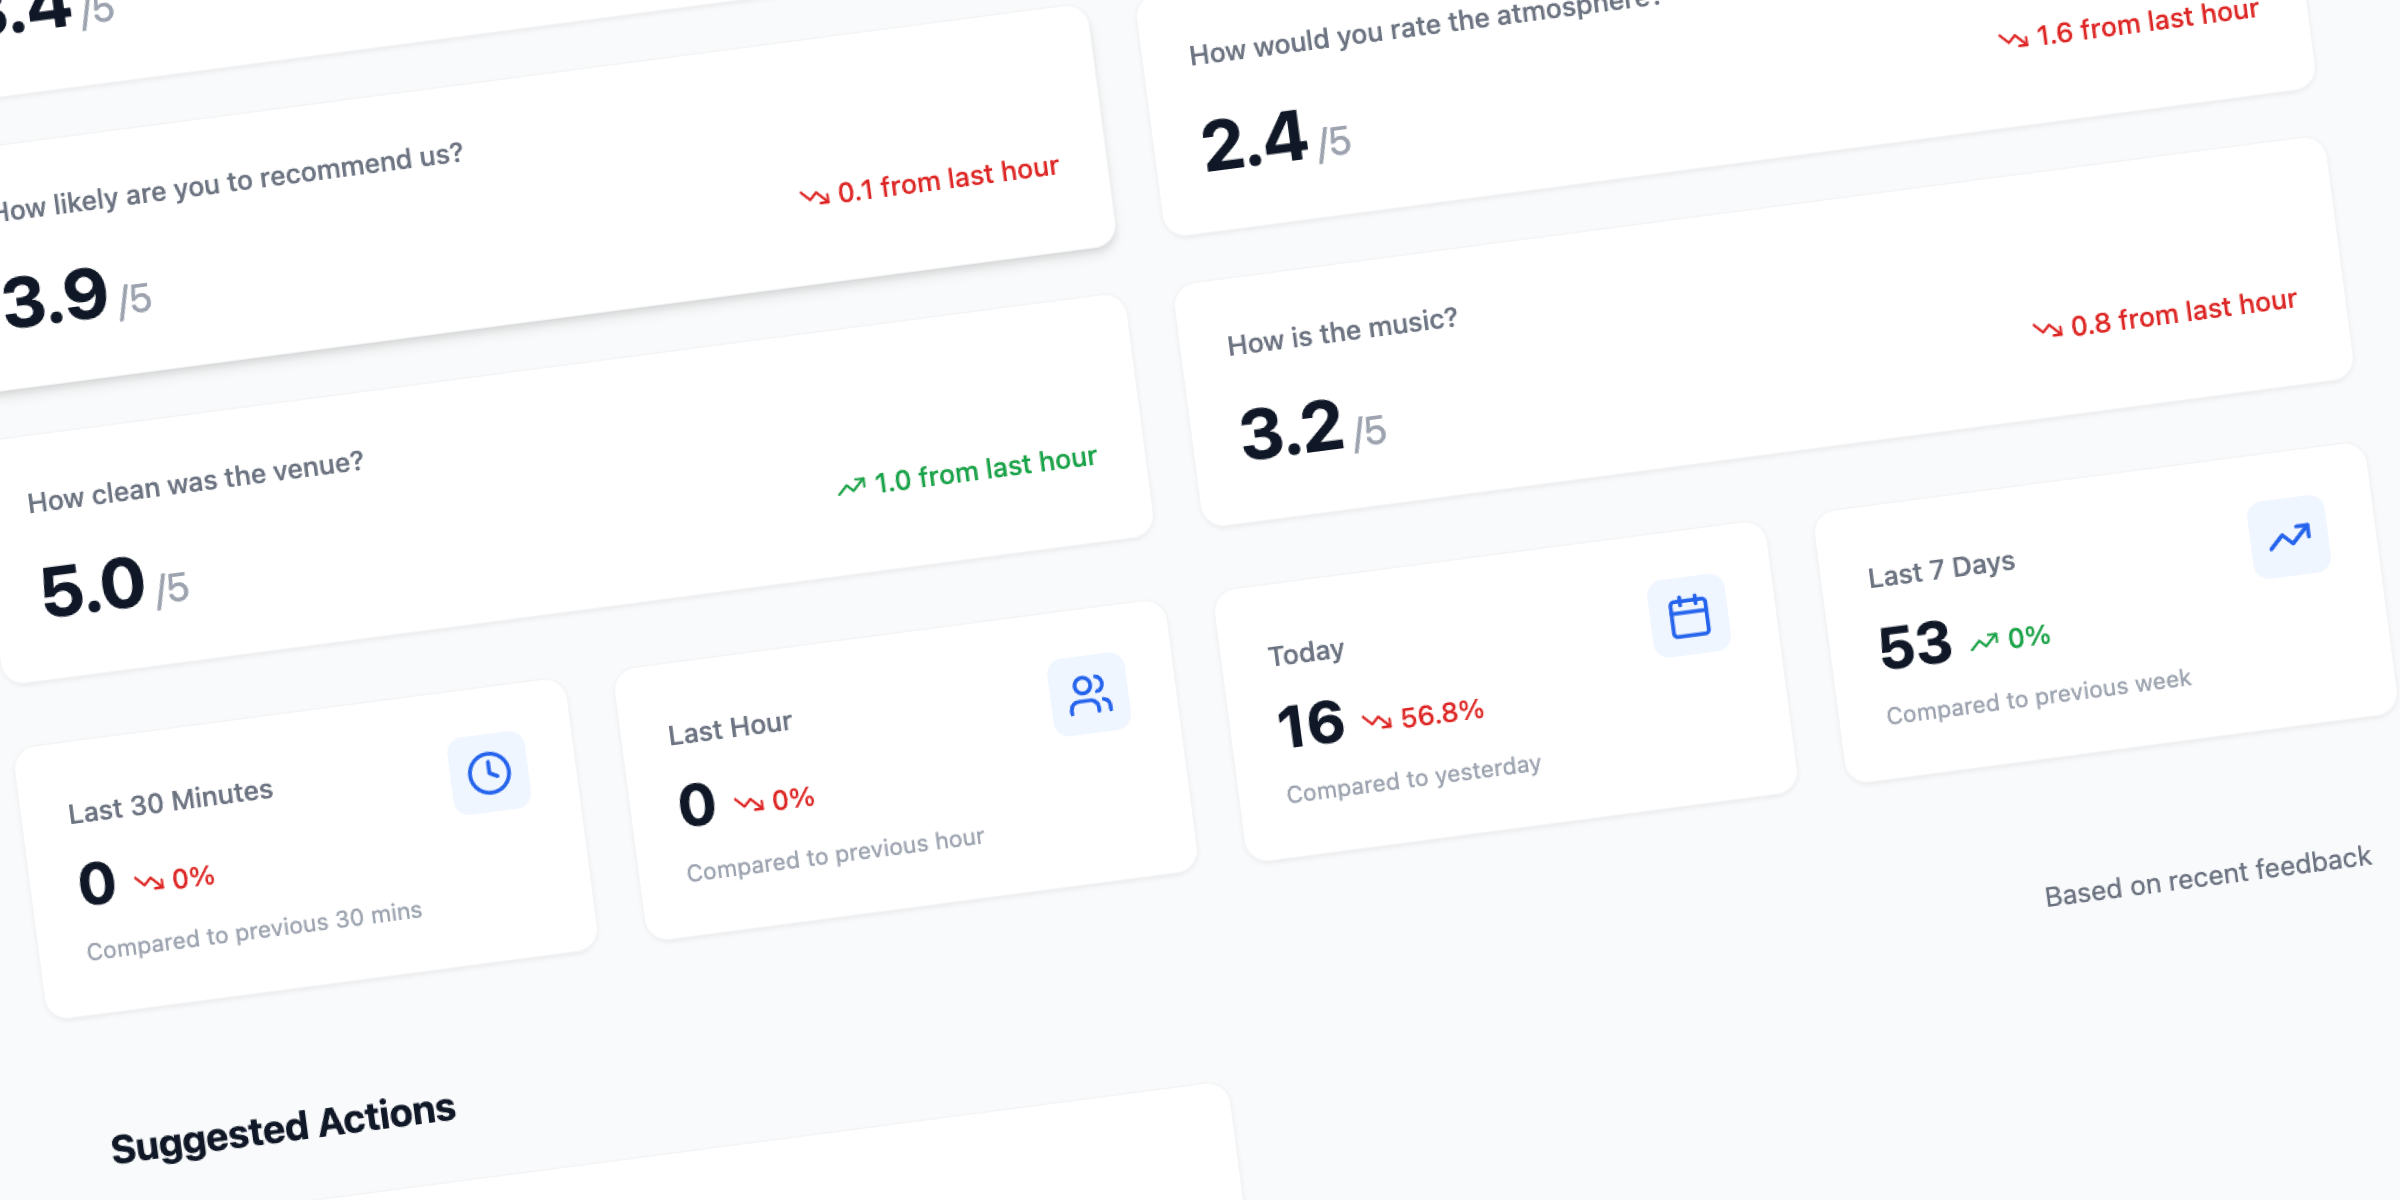 .4 /5
How would you rate the atmosphere?
1.6 from last hour
2.4 /5
How likely are you to recommend us?
0.1 from last hour
3.9 /5
How is the music?
0.8 from last hour
3.2 /5
How clean was the venue?
1.0 from last hour
5.0 /5
Last 30 Minutes
0 0%
Compared to previous 30 mins
Last Hour
0 0%
Compared to previous hour
Today
16 56.8%
Compared to yesterday
Last 7 Days
53 0%
Compared to previous week
Based on recent feedback
Suggested Actions